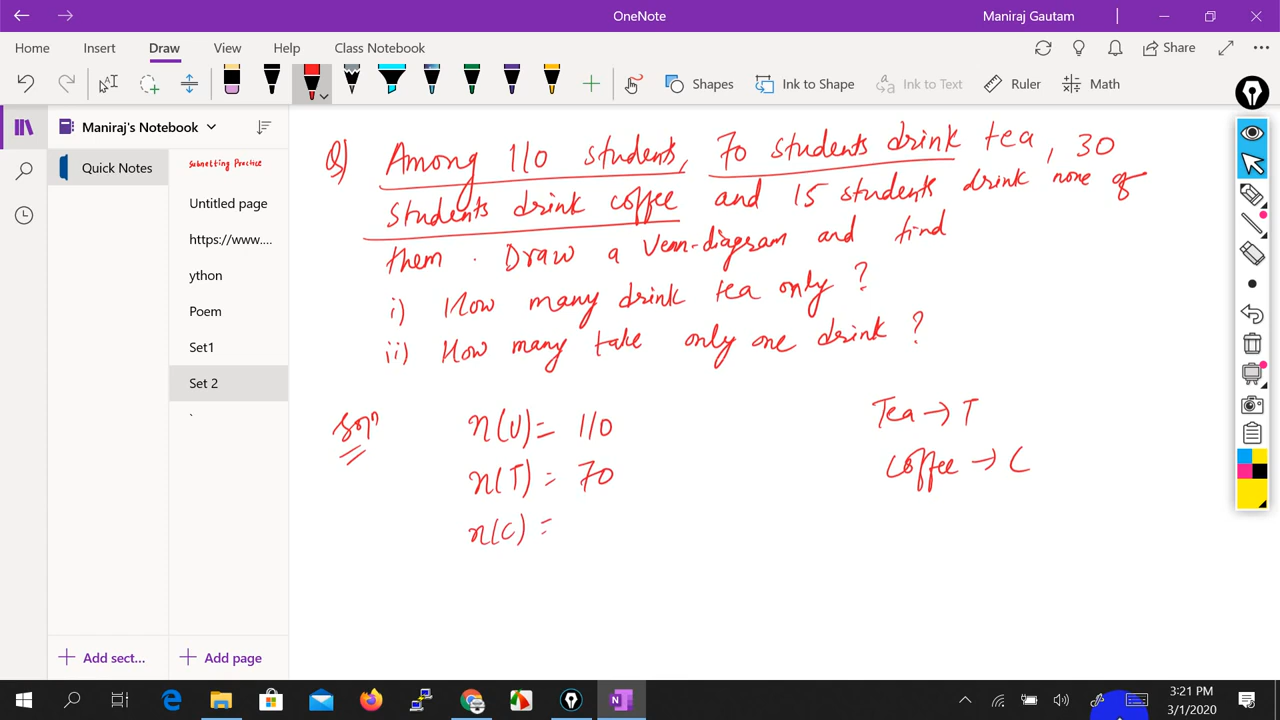 OneNote
Maniraj Gautam
Home Insert Draw View Help Class Notebook
Share
Shapes Ink to Shape Ink to Text Ruler Math
Maniraj's Notebook
Quick Notes
Subnetting Practice
Untitled page
https://www....
ython
Poem
Set1
Set 2
`
Add sect...
Add page
Q) Among 110 students, 70 students drink tea, 30
students drink coffee and 15 students drink none of
them. Draw a Venn-diagram and find
i) How many drink tea only?
ii) How many take only one drink?
Solⁿ
n(U) = 110
n(T) = 70
n(C) =
Tea → T
Coffee → C
3:21 PM
3/1/2020